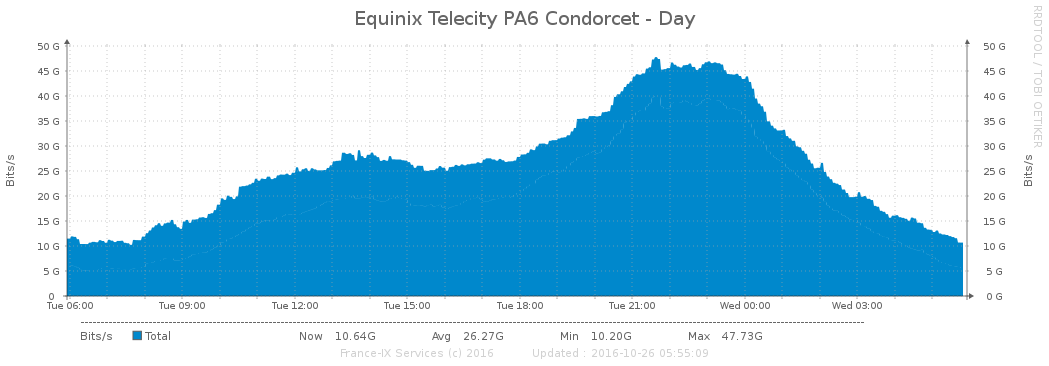 Equinix Telecity PA6 Condorcet - Day
RRDTOOL / TOBI OETIKER
Bits/s
50 G 50 G
45 G 45 G
40 G 40 G
35 G 35 G
30 G 30 G
25 G 25 G
20 G 20 G
15 G 15 G
10 G 10 G
5 G 5 G
0 0 G
Bits/s
Tue 06:00 Tue 09:00 Tue 12:00 Tue 15:00 Tue 18:00 Tue 21:00 Wed 00:00 Wed 03:00
Bits/s Total Now 10.64G Avg 26.27G Min 10.20G Max 47.73G
France-IX Services (c) 2016 Updated : 2016-10-26 05:55:09